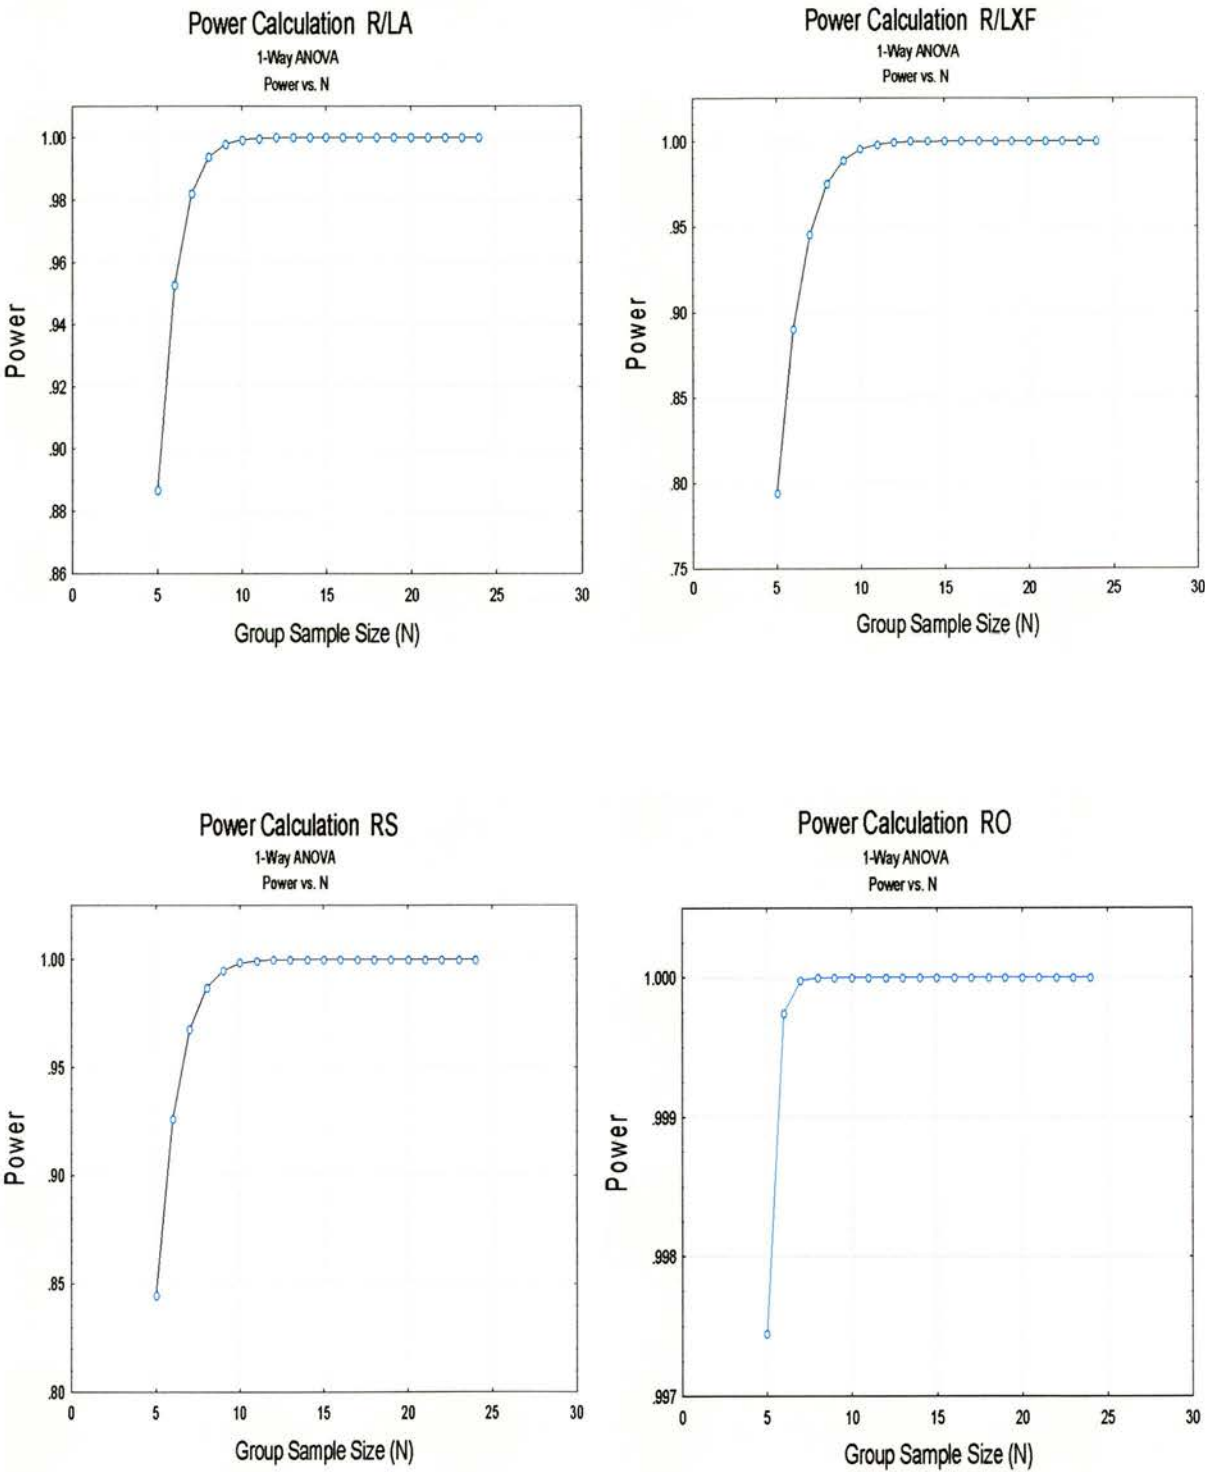 Power Calculation R/LA
1-Way ANOVA
Power vs. N
1.00
.98
.96
.94
.92
.90
.88
.86
Power
0 5 10 15 20 25 30
Group Sample Size (N)
Power Calculation R/LXF
1-Way ANOVA
Power vs. N
1.00
.95
.90
.85
.80
.75
Power
0 5 10 15 20 25 30
Group Sample Size (N)
Power Calculation RS
1-Way ANOVA
Power vs. N
1.00
.95
.90
.85
.80
Power
0 5 10 15 20 25 30
Group Sample Size (N)
Power Calculation RO
1-Way ANOVA
Power vs. N
1.000
.999
.998
.997
Power
0 5 10 15 20 25 30
Group Sample Size (N)